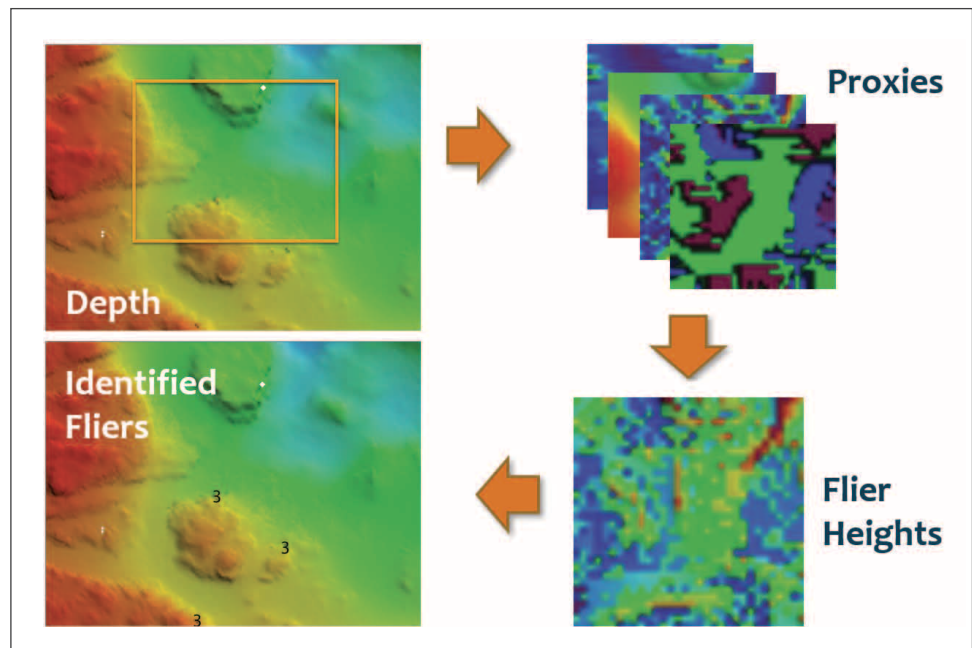 Depth
Proxies
Flier
Heights
Identified
Fliers
3
3
3